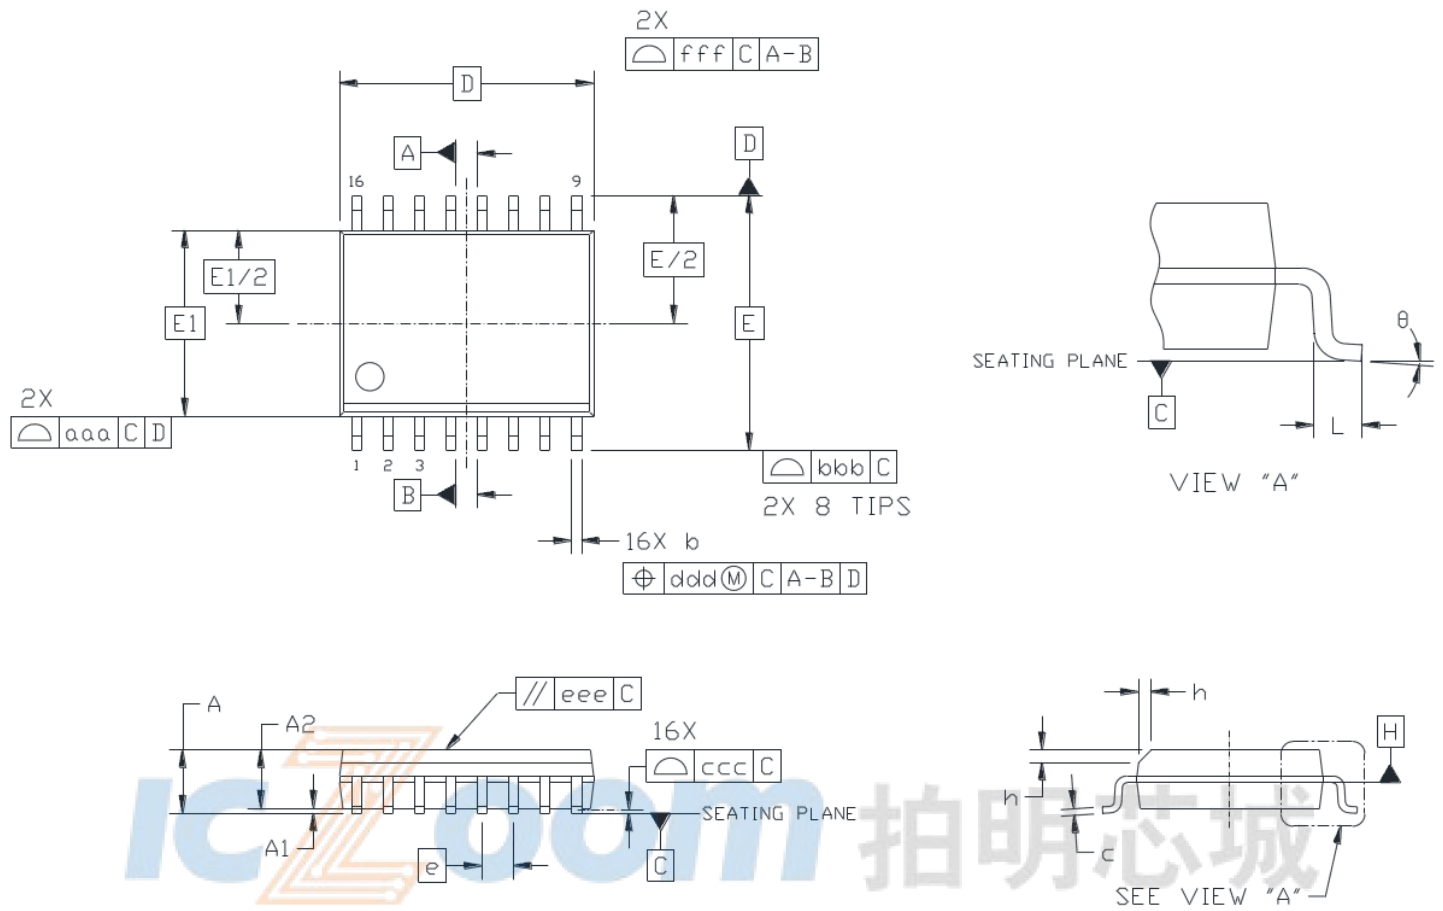 2X
fff C A-B
D
A
D
16
9
E1/2
E/2
E1
E
θ
SEATING PLANE
C
L
VIEW "A"
2X
aaa C D
1 2 3
B
bbb C
2X 8 TIPS
16X b
ddd Ⓜ C A-B D
A
A2
// eee C
16X
ccc C
SEATING PLANE
A1
e
C
h
H
h
c
SEE VIEW "A"
ICZoom 拍明芯城